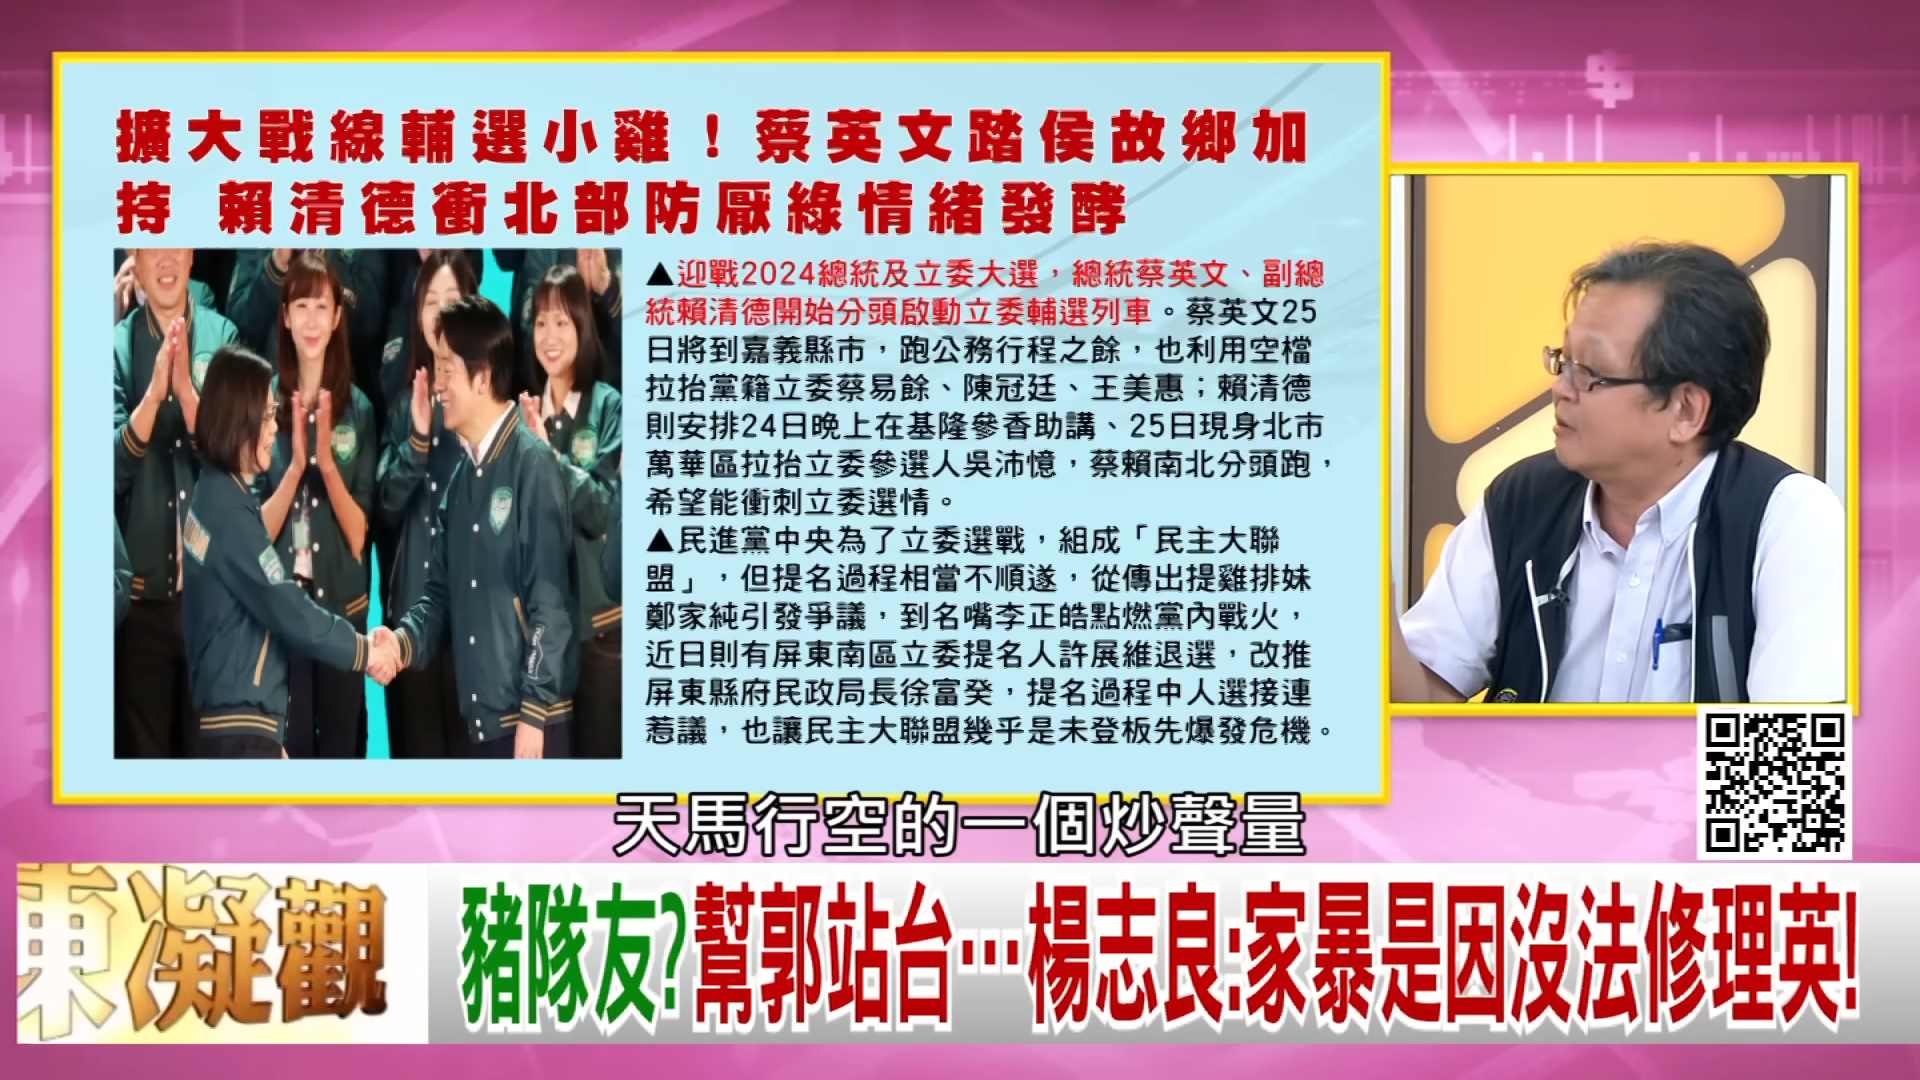 擴大戰線輔選小雞！蔡英文踏侯故鄉加
持 賴清德衝北部防厭綠情緒發酵
▲迎戰2024總統及立委大選，總統蔡英文、副總
統賴清德開始分頭啟動立委輔選列車。蔡英文25
日將到嘉義縣市，跑公務行程之餘，也利用空檔
拉抬黨籍立委蔡易餘、陳冠廷、王美惠；賴清德
則安排24日晚上在基隆參香助講、25日現身北市
萬華區拉抬立委參選人吳沛憶，蔡賴南北分頭跑，
希望能衝刺立委選情。
▲民進黨中央為了立委選戰，組成「民主大聯
盟」，但提名過程相當不順遂，從傳出提雞排妹
鄭家純引發爭議，到名嘴李正皓點燃黨內戰火，
近日則有屏東南區立委提名人許展維退選，改推
屏東縣府民政局長徐富癸，提名過程中人選接連
惹議，也讓民主大聯盟幾乎是未登板先爆發危機。
天馬行空的一個炒聲量
東凝觀
豬隊友？幫郭站台…楊志良:家暴是因沒法修理英!